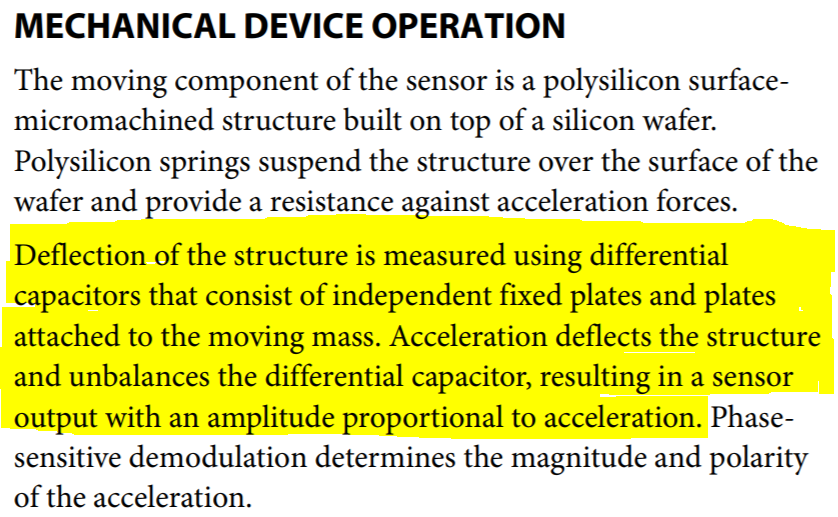 MECHANICAL DEVICE OPERATION
The moving component of the sensor is a polysilicon surface-
micromachined structure built on top of a silicon wafer.
Polysilicon springs suspend the structure over the surface of the
wafer and provide a resistance against acceleration forces.
Deflection of the structure is measured using differential
capacitors that consist of independent fixed plates and plates
attached to the moving mass. Acceleration deflects the structure
and unbalances the differential capacitor, resulting in a sensor
output with an amplitude proportional to acceleration. Phase-
sensitive demodulation determines the magnitude and polarity
of the acceleration.